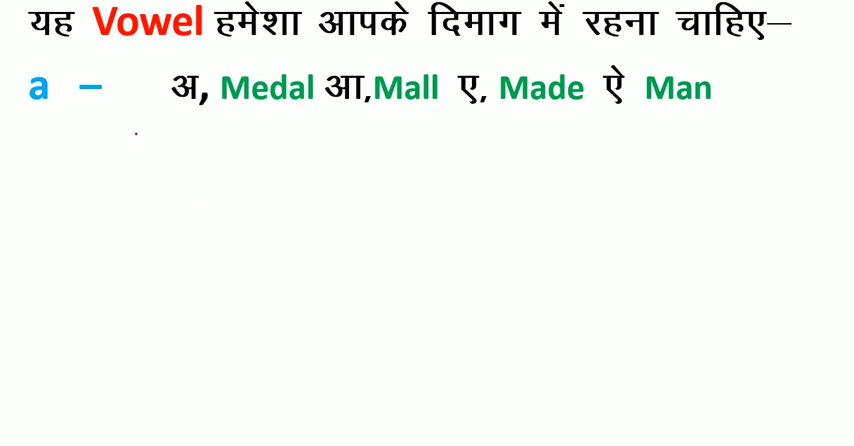 यह Vowel हमेशा आपके दिमाग में रहना चाहिए–
a – अ, Medal आ,Mall ए, Made ऐ Man